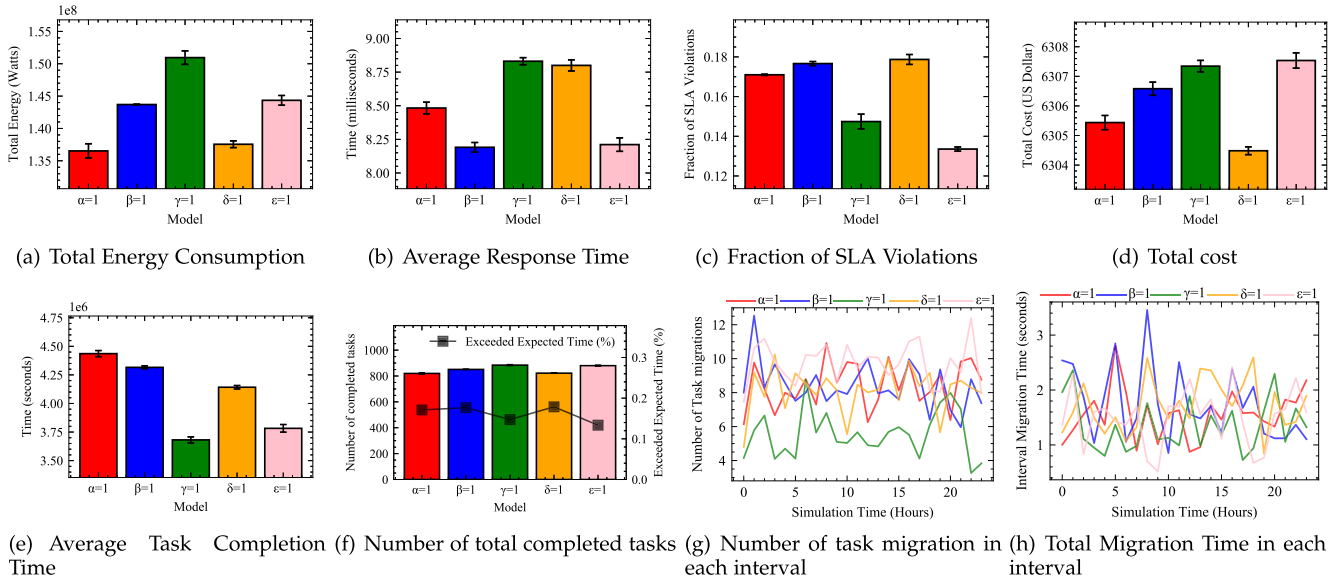 1e8
1.55
1.50
1.45
1.40
1.35
Total Energy (Watts)
α=1 β=1 γ=1 δ=1 ε=1
Model
(a) Total Energy Consumption
9.00
8.75
8.50
8.25
8.00
Time (milliseconds)
α=1 β=1 γ=1 δ=1 ε=1
Model
(b) Average Response Time
0.18
0.16
0.14
0.12
Fraction of SLA Violations
α=1 β=1 γ=1 δ=1 ε=1
Model
(c) Fraction of SLA Violations
6308
6307
6306
6305
6304
Total Cost (US Dollar)
α=1 β=1 γ=1 δ=1 ε=1
Model
(d) Total cost
1e6
4.75
4.50
4.25
4.00
3.75
3.50
Time (seconds)
α=1 β=1 γ=1 δ=1 ε=1
Model
(e) Average Task Completion
Time
Exceeded Expected Time (%)
1000
800
600
400
200
0
Number of completed tasks
0.3
0.2
0.1
0.0
Exceeded Expected Time (%)
α=1 β=1 γ=1 δ=1 ε=1
Model
(f) Number of total completed tasks
α=1 β=1 γ=1 δ=1 ε=1
12
10
8
6
4
Number of Task migrations
0 5 10 15 20
Simulation Time (Hours)
(g) Number of task migration in
each interval
α=1 β=1 γ=1 δ=1 ε=1
3
2
1
Interval Migration Time (seconds)
0 5 10 15 20
Simulation Time (Hours)
(h) Total Migration Time in each
interval